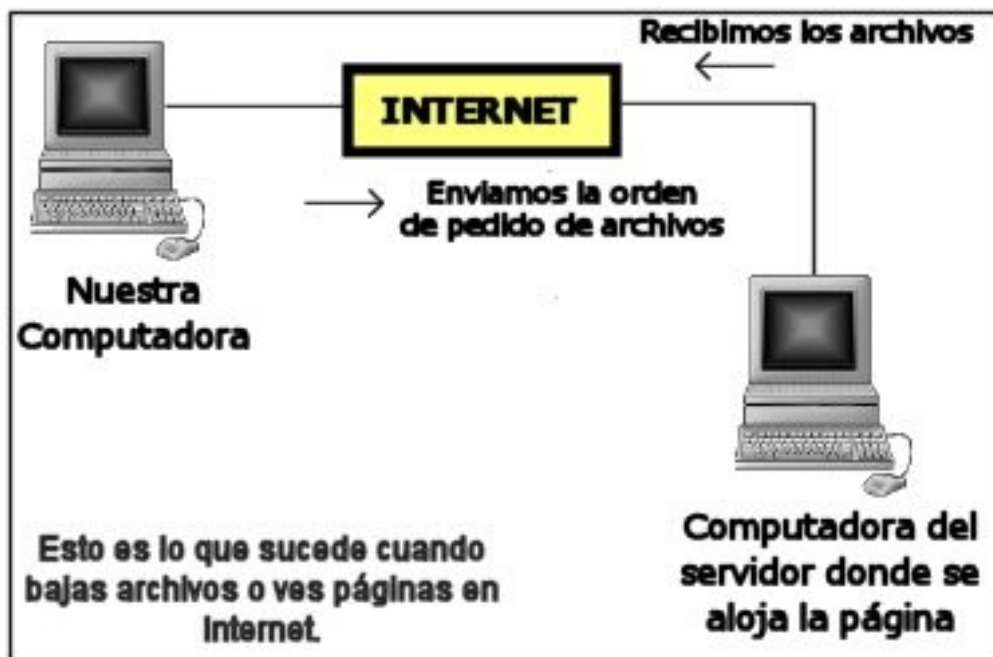 Recibimos los archivos
INTERNET
Enviamos la orden
de pedido de archivos
Nuestra
Computadora
Computadora del
servidor donde se
aloja la página
Esto es lo que sucede cuando
bajas archivos o ves páginas en
Internet.